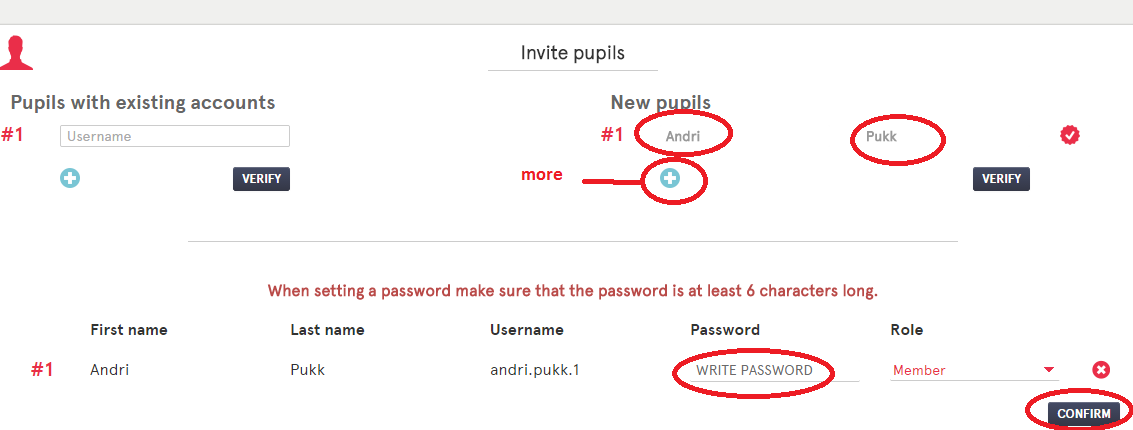 Invite pupils
Pupils with existing accounts
New pupils
#1 Username
#1 Andri Pukk
VERIFY
more
VERIFY
When setting a password make sure that the password is at least 6 characters long.
First name Last name Username Password Role
#1 Andri Pukk andri.pukk.1 WRITE PASSWORD Member
CONFIRM